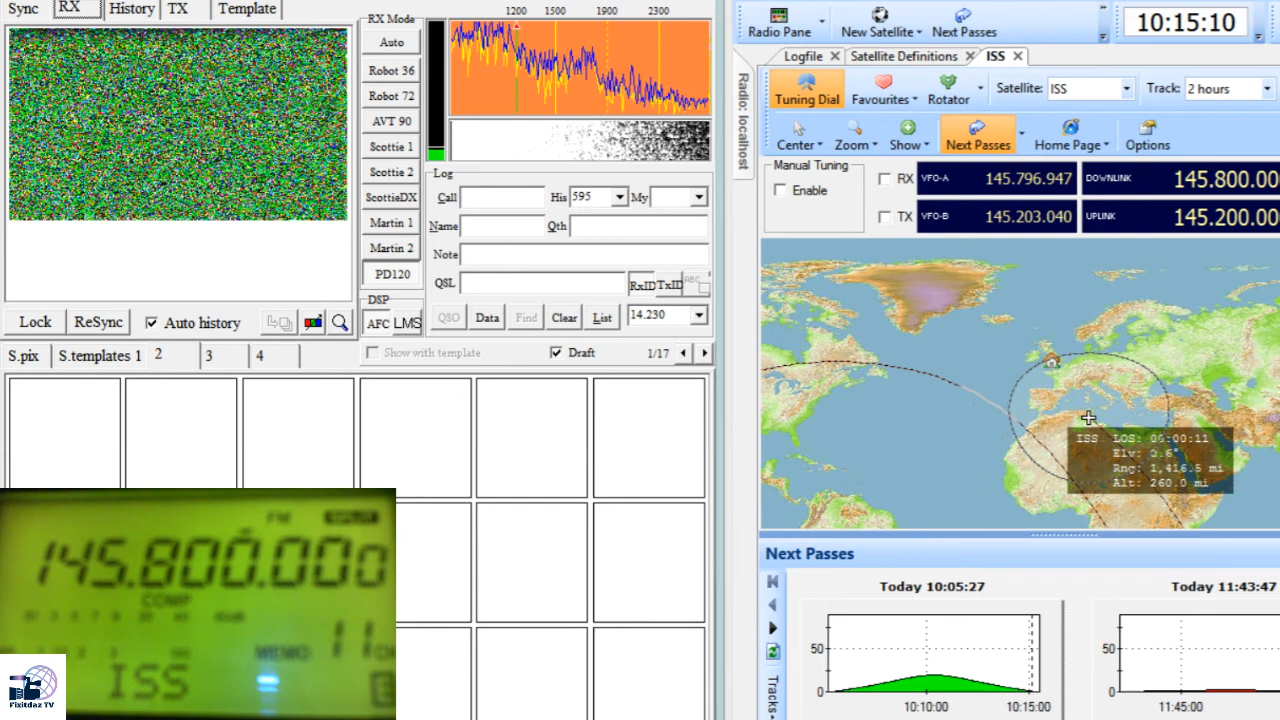 Sync RX History TX Template
RX Mode
Auto
Robot 36
Robot 72
AVT 90
Scottie 1
Scottie 2
ScottieDX
Martin 1
Martin 2
PD120
DSP
AFC LMS
1200 1500 1900 2300
Log
Call His 595 My
Name Qth
Note
QSL RxID TxID ABC
QSO Data Find Clear List 14.230
Lock ReSync Auto history
S.pix S.templates 1 2 3 4
Show with template Draft 1/17
FM SPLIT
145.800.000
COMP
MEMO 11 CH
ISS
Fixitdaz TV
Radio Pane New Satellite Next Passes 10:15:10
Radio: localhost
Logfile Satellite Definitions ISS
Tuning Dial Favourites Rotator Satellite: ISS Track: 2 hours
Center Zoom Show Next Passes Home Page Options
Manual Tuning
Enable
RX VFO-A 145.796.947 DOWNLINK 145.800.00
TX VFO-B 145.203.040 UPLINK 145.200.00
ISS LOS: 00:00:11
Elv: 0.6°
Rng: 1,416.5 mi
Alt: 260.0 mi
Next Passes
Tracks
Today 10:05:27 Today 11:43:47
50 50
0 0
10:10:00 10:15:00 11:45:00